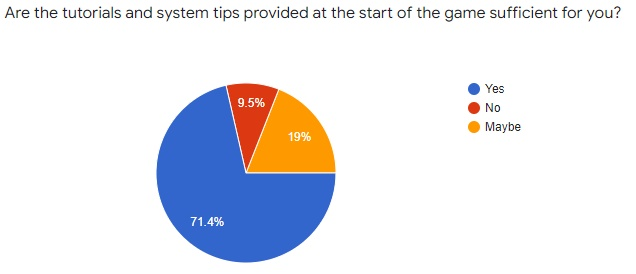 Are the tutorials and system tips provided at the start of the game sufficient for you?
Yes
No
Maybe
9.5%
19%
71.4%